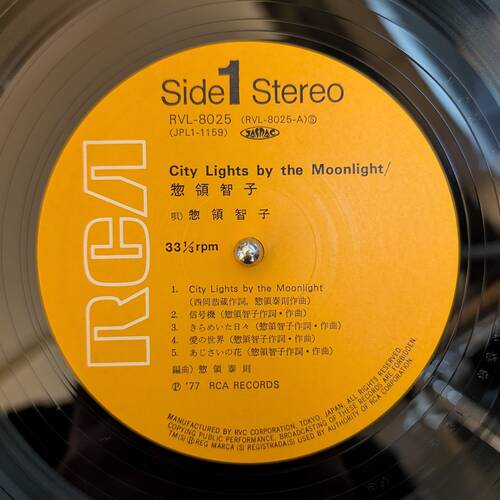 Side 1 Stereo
RVL-8025 (RVL-8025-A)Ⓢ
(JPL1-1159) JASRAC
City Lights by the Moonlight/
惣領智子
唄) 惣領智子
33⅓rpm
RCA
1. City Lights by the Moonlight
(西岡恭蔵作詞, 惣領泰則作曲)
2. 信号機 (惣領智子作詞・作曲)
3. きらめいた日々 (惣領智子作詞・作曲)
4. 愛の世界 (惣領智子作詞・作曲)
5. あじさいの花 (惣領智子作詞・作曲)
編曲) 惣領泰則
Ⓟ '77 RCA RECORDS
MANUFACTURED BY RVC CORPORATION, TOKYO, JAPAN. ALL RIGHTS RESERVED.
COPYING PUBLIC PERFORMANCE, BROADCASTING OF THESE RECORDS ARE FORBIDDEN.
TM(S) ® REG MARCA(S) REGISTRADA(S) USED BY AUTHORITY OF RCA CORPORATION.